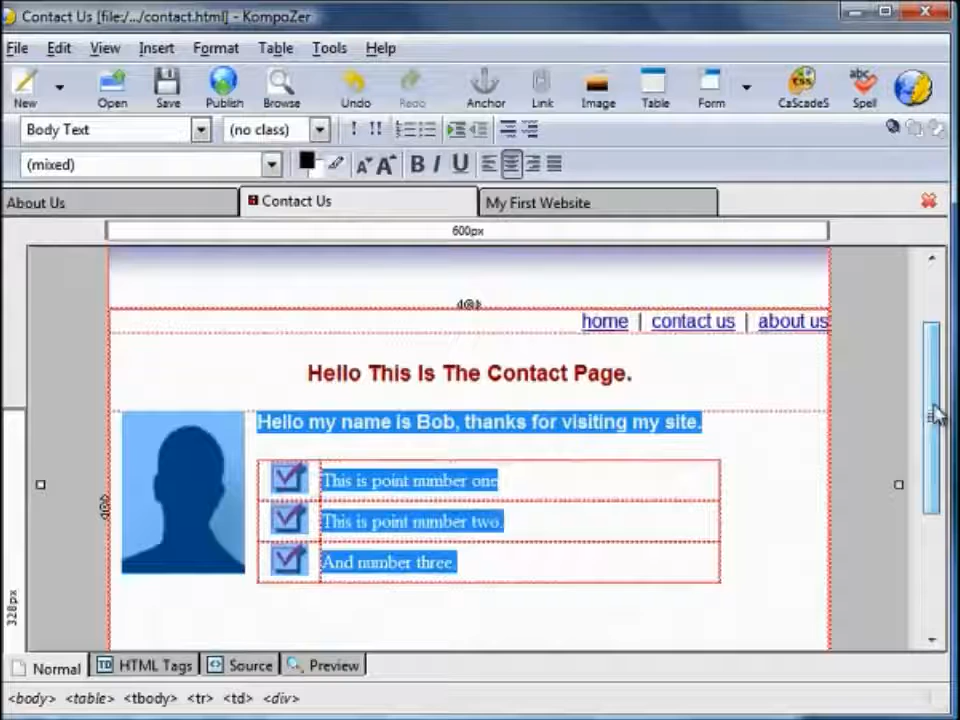 Contact Us [file:/.../contact.html] - KompoZer
File Edit View Insert Format Table Tools Help
New Open Save Publish Browse Undo Redo Anchor Link Image Table Form CaScadeS Spell
Body Text (no class) ! !!
(mixed) A A B I U
About Us Contact Us My First Website
600px
home | contact us | about us
Hello This Is The Contact Page.
Hello my name is Bob, thanks for visiting my site.
This is point number one
This is point number two.
And number three.
328px
Normal TD HTML Tags Source Preview
<body> <table> <tbody> <tr> <td> <div>